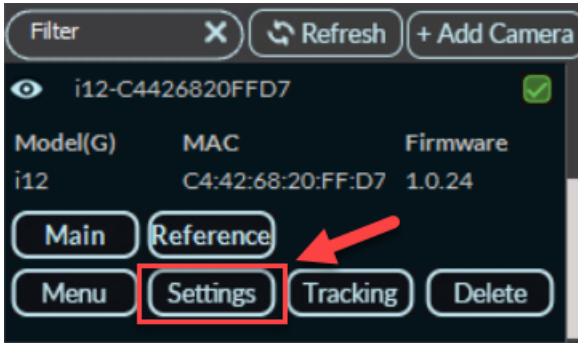 Filter ✕ Refresh + Add Camera
i12-C4426820FFD7
Model(G) MAC Firmware
i12 C4:42:68:20:FF:D7 1.0.24
Main Reference
Menu Settings Tracking Delete